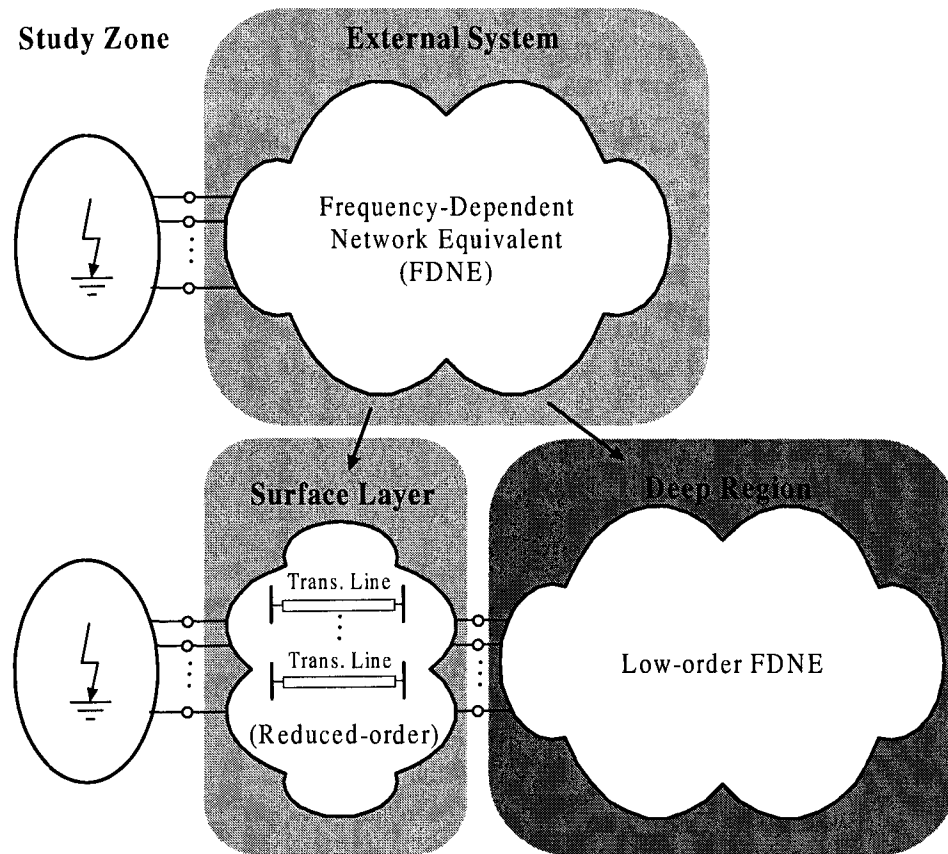 Study Zone
External System
Frequency-Dependent
Network Equivalent
(FDNE)
Surface Layer
Deep Region
Trans. Line
Trans. Line
(Reduced-order)
Low-order FDNE